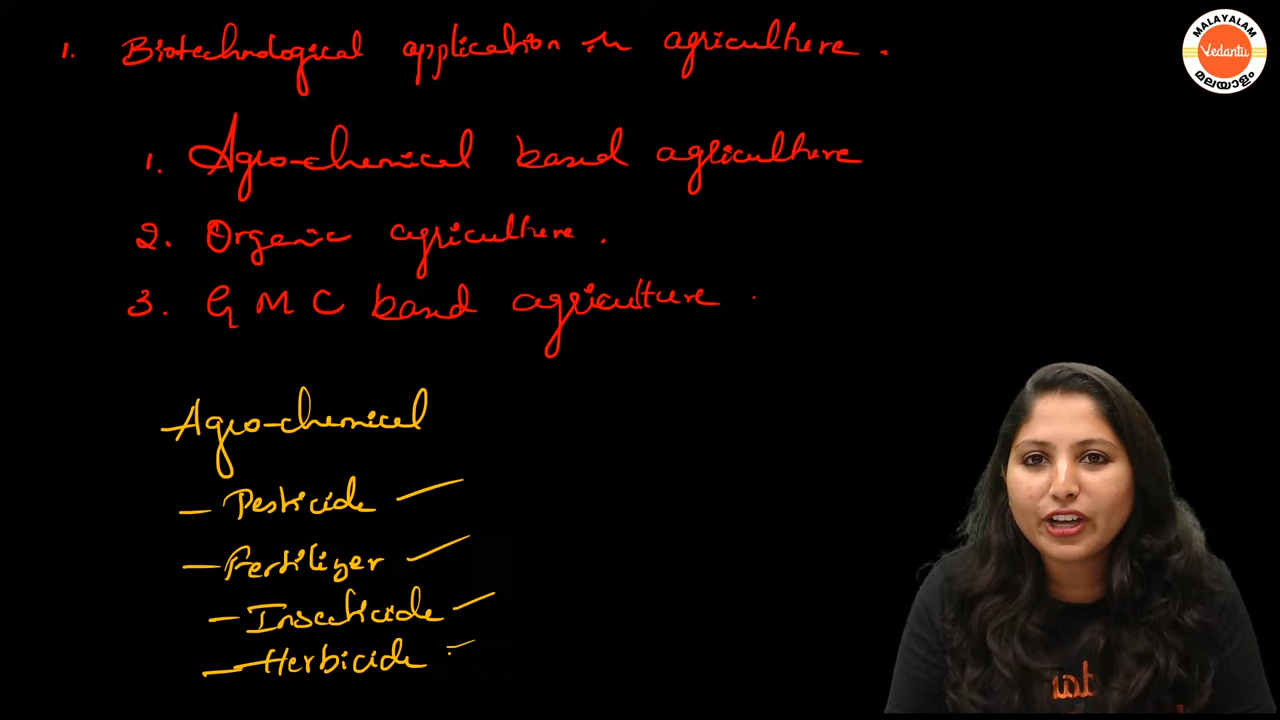 1. Biotechnological application in agriculture.
1. Agro-chemical based agriculture
2. Organic agriculture.
3. GMC based agriculture.
Agro-chemical
- Pesticide
- Fertilizer
- Insecticide
- Herbicide
MALAYALAM
Vedantu
മലയാളം